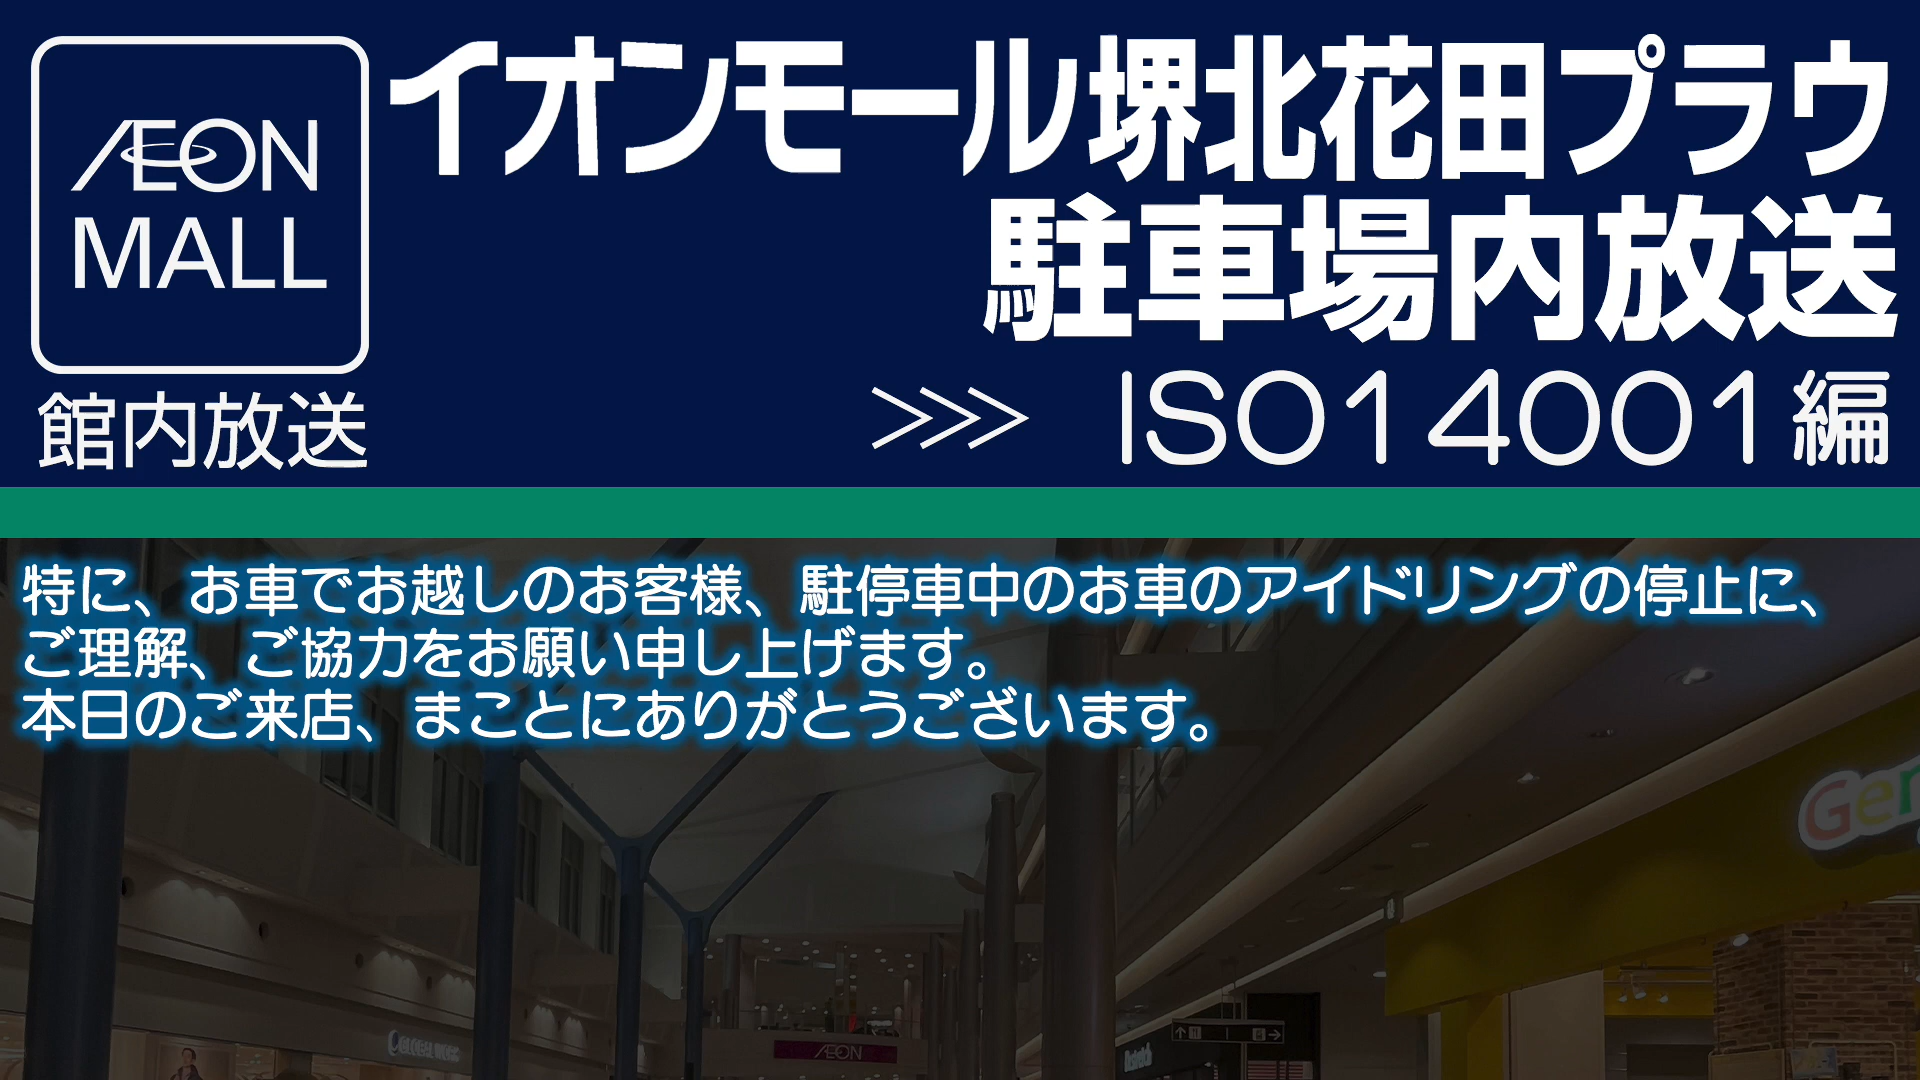 ÆON
MALL
館内放送
イオンモール堺北花田プラウ
駐車場内放送
>>> ISO14001編
特に、お車でお越しのお客様、駐停車中のお車のアイドリングの停止に、
ご理解、ご協力をお願い申し上げます。
本日のご来店、まことにありがとうございます。
GLOBAL WORK
ÆON